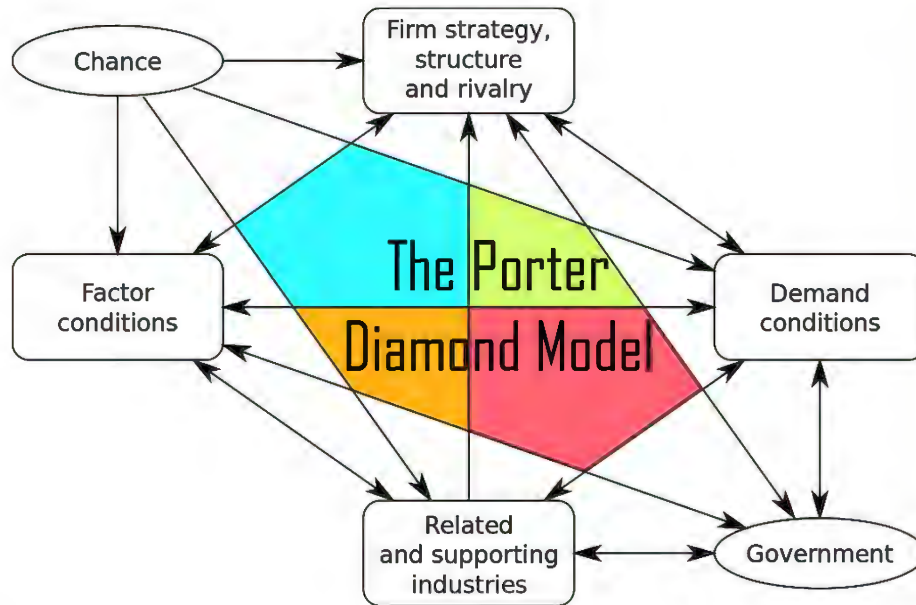 Firm strategy,
structure
and rivalry
Chance
The Porter
Diamond Model
Factor
conditions
Demand
conditions
Related
and supporting
industries
Government